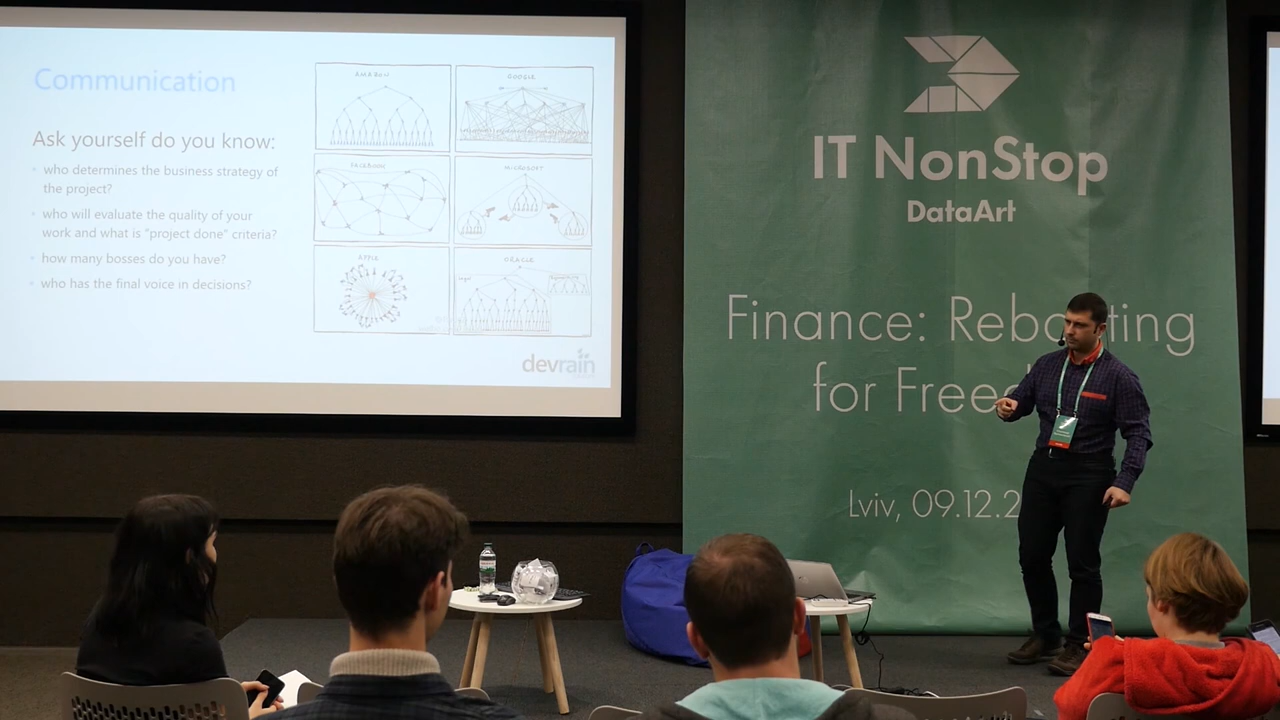 Communication
Ask yourself do you know:
who determines the business strategy of
the project?
who will evaluate the quality of your
work and what is "project done" criteria?
how many bosses do you have?
who has the final voice in decisions?
AMAZON
GOOGLE
FACEBOOK
MICROSOFT
APPLE
ORACLE
Legal
Engineering
devrain
IT NonStop
DataArt
Finance: Reb ting
for Free
Lviv, 09.12.2